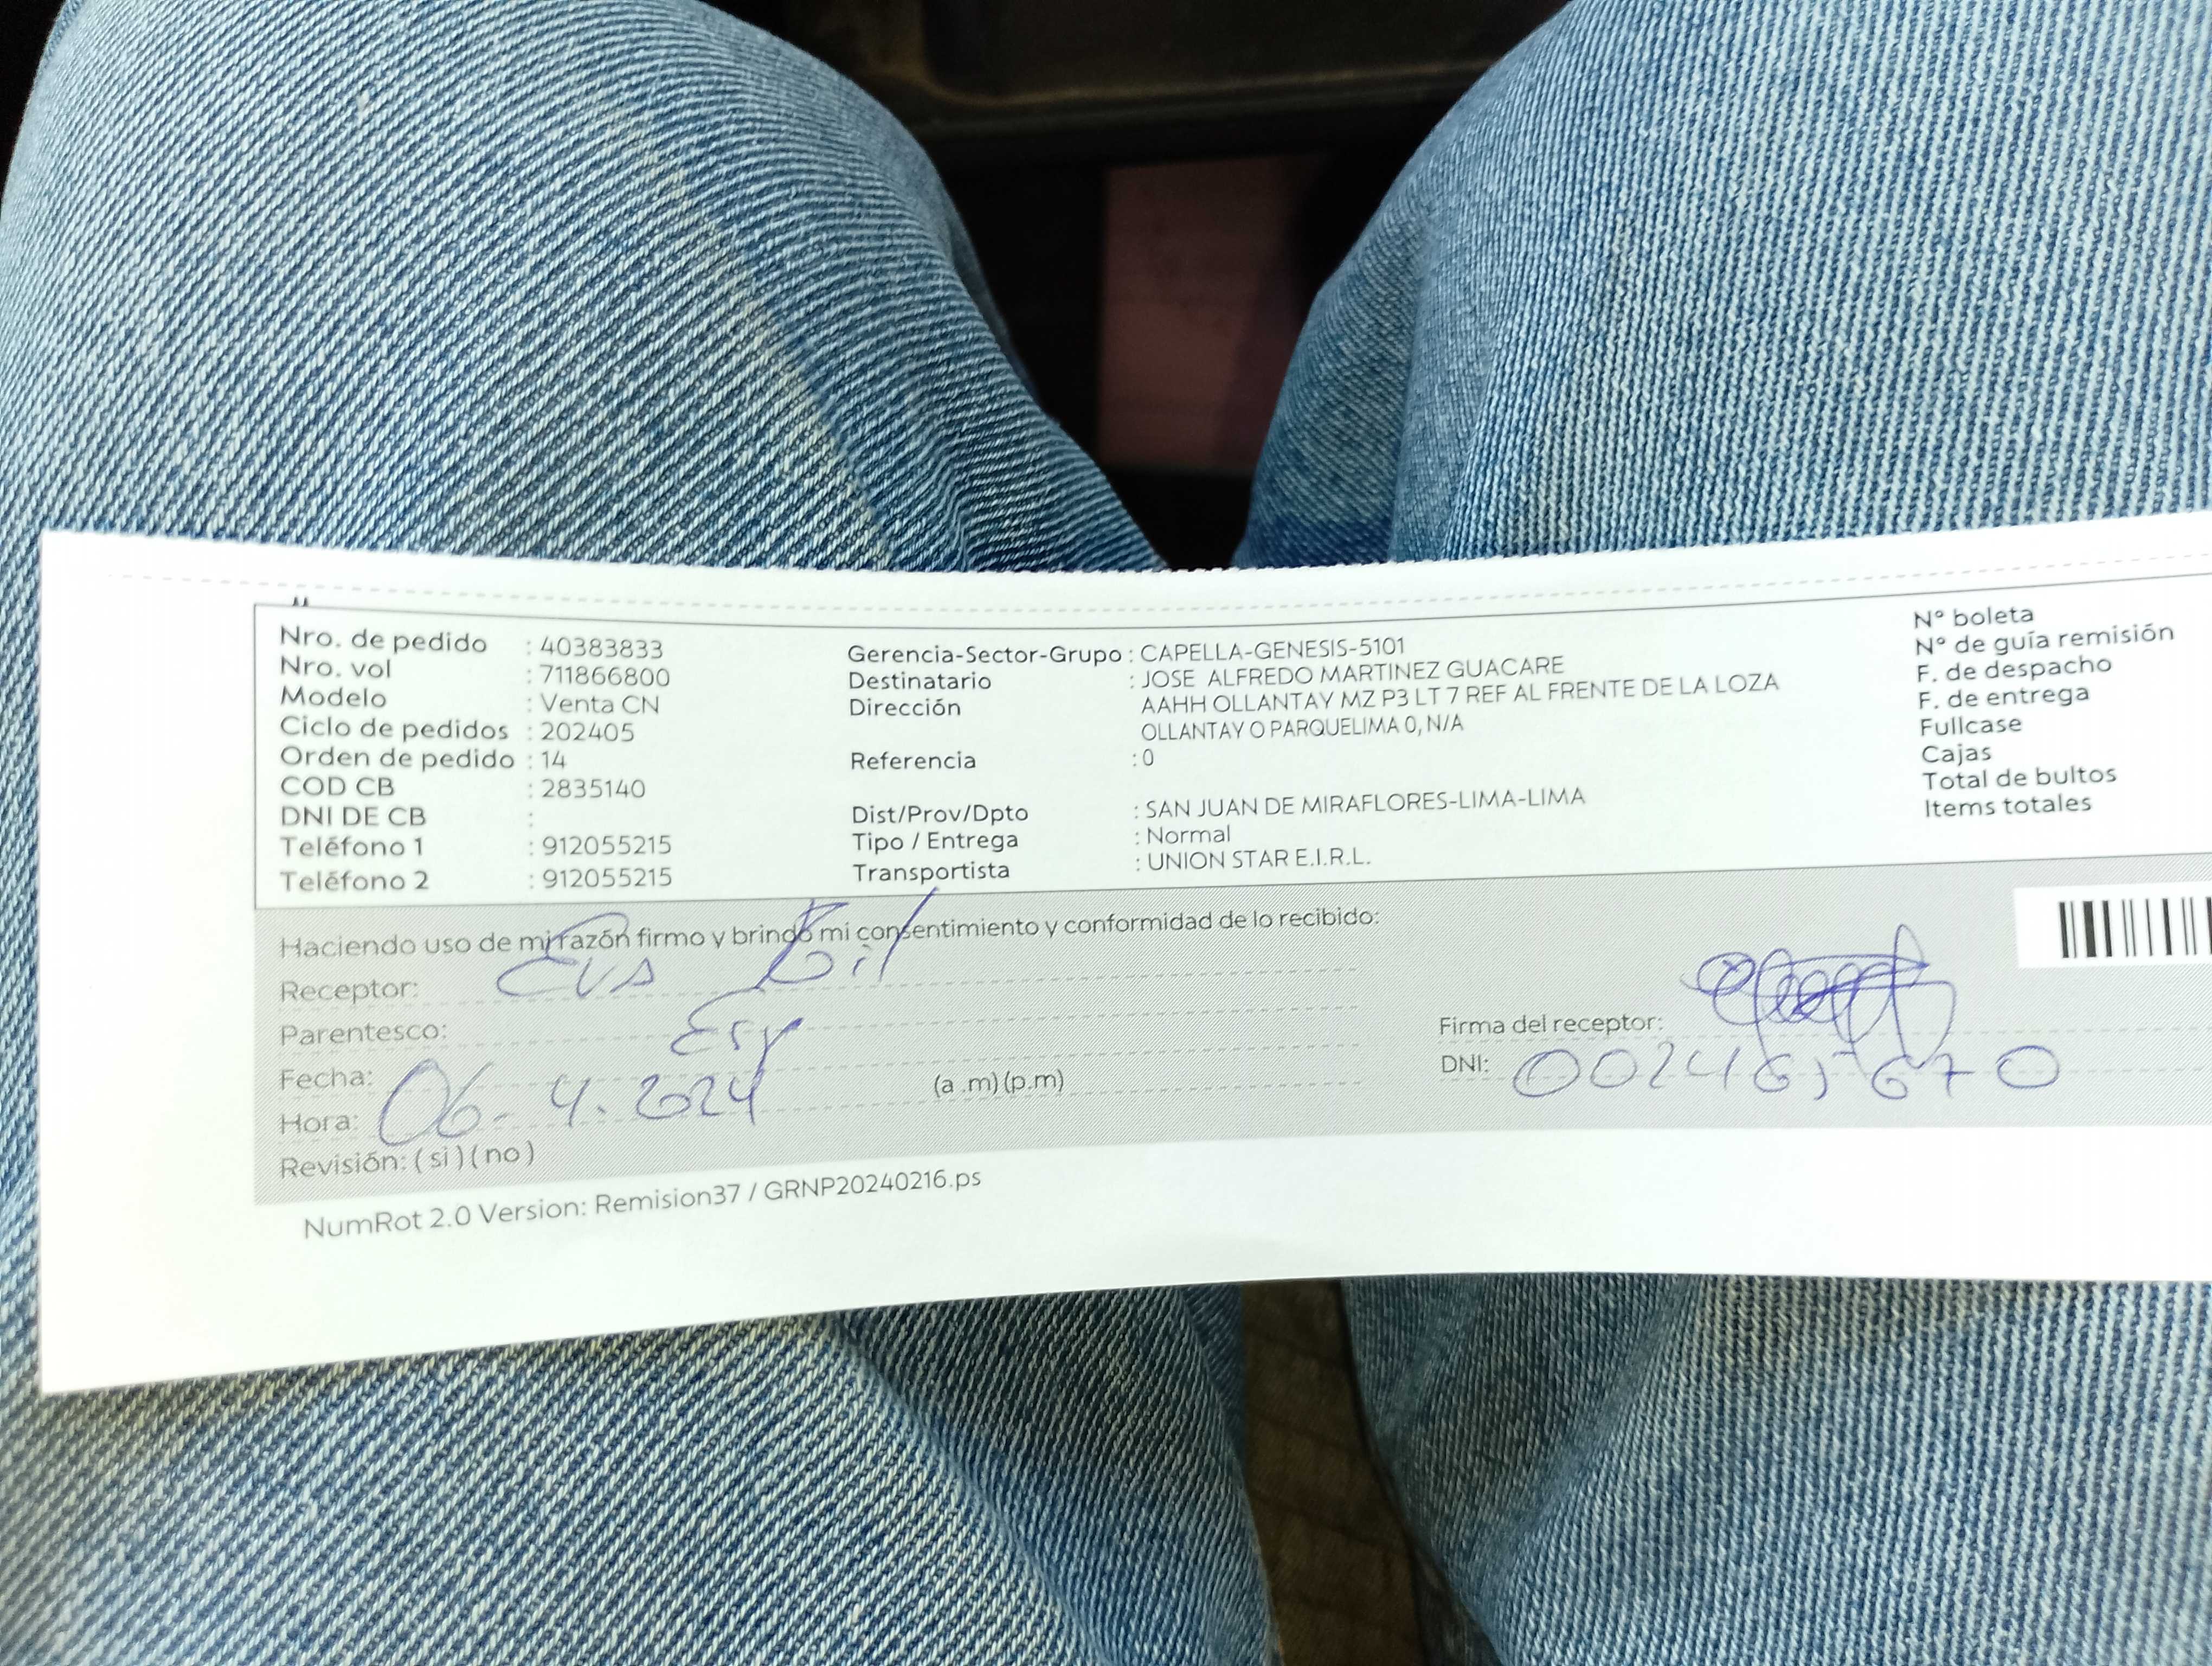 Nro. de pedido : 40383833
Nro. vol : 711866800
Modelo : Venta CN
Ciclo de pedidos : 202405
Orden de pedido : 14
COD CB : 2835140
DNI DE CB :
Teléfono 1 : 912055215
Teléfono 2 : 912055215
Gerencia-Sector-Grupo : CAPELLA-GENESIS-5101
Destinatario : JOSE ALFREDO MARTINEZ GUACARE
Dirección AAHH OLLANTAY MZ P3 LT 7 REF AL FRENTE DE LA LOZA
OLLANTAY O PARQUELIMA 0, N/A
Referencia : 0
Dist/Prov/Dpto : SAN JUAN DE MIRAFLORES-LIMA-LIMA
Tipo / Entrega : Normal
Transportista : UNION STAR E.I.R.L.
N° boleta
N° de guía remisión
F. de despacho
F. de entrega
Fullcase
Cajas
Total de bultos
Items totales
Haciendo uso de mi razón firmo y brindo mi consentimiento y conformidad de lo recibido:
Receptor: Eva Gil
Parentesco:
Fecha: 06-4.2024
Hora: (a .m) (p.m)
Revisión: ( si ) ( no )
Firma del receptor:
DNI:
NumRot 2.0 Version: Remision37 / GRNP20240216.ps